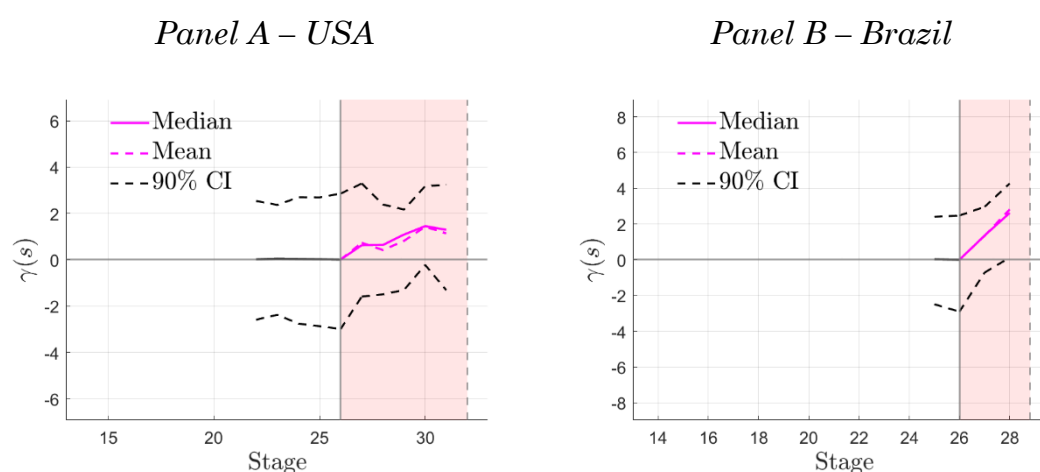 Panel A – USA
Median
Mean
90% CI
6
4
2
0
-2
-4
-6
γ(s)
15 20 25 30
Stage
Panel B – Brazil
Median
Mean
90% CI
8
6
4
2
0
-2
-4
-6
-8
γ(s)
14 16 18 20 22 24 26 28
Stage